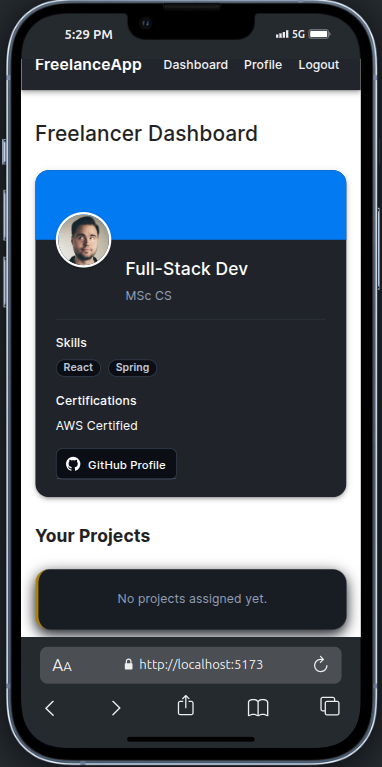 5:29 PM 5G
FreelanceApp Dashboard Profile Logout
Freelancer Dashboard
Full-Stack Dev
MSc CS
Skills
React Spring
Certifications
AWS Certified
GitHub Profile
Your Projects
No projects assigned yet.
AA http://localhost:5173